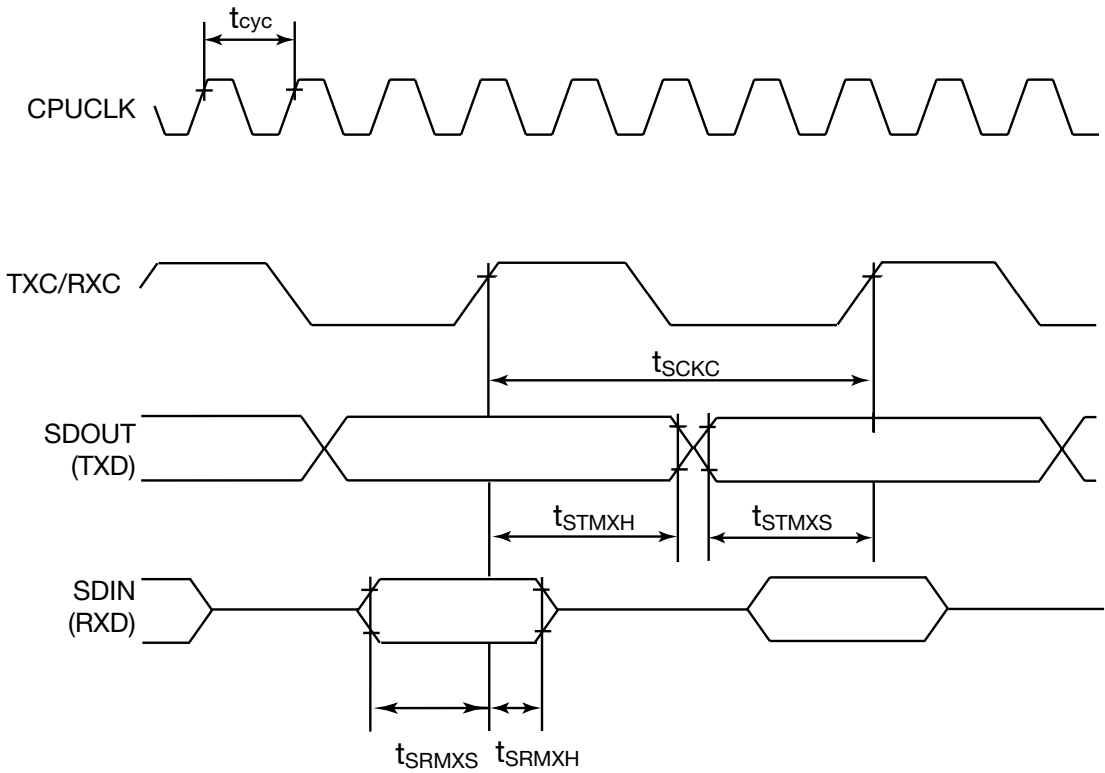 tcyc
CPUCLK
TXC/RXC
tSCKC
SDOUT
(TXD)
tSTMXH
tSTMXS
SDIN
(RXD)
tSRMXS
tSRMXH